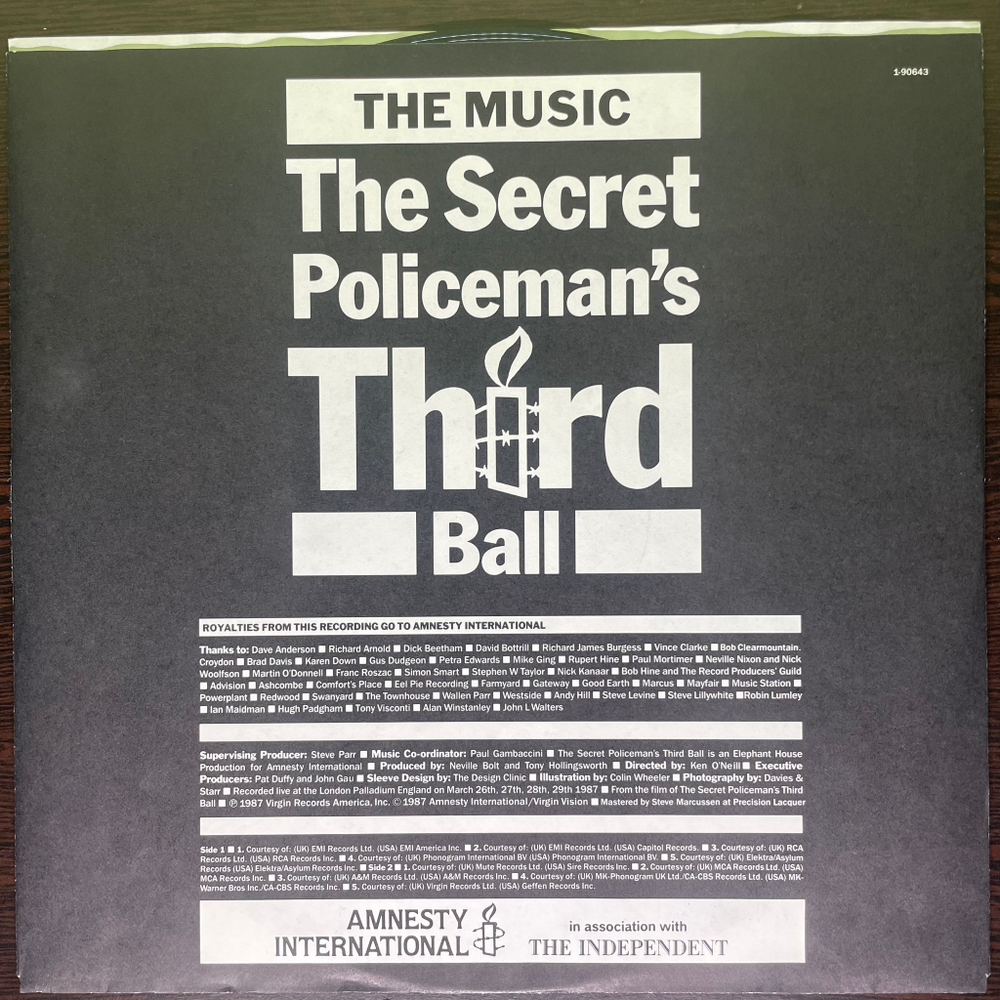 1-90643
THE MUSIC
The Secret
Policeman's
Third
Ball
ROYALTIES FROM THIS RECORDING GO TO AMNESTY INTERNATIONAL
Thanks to: Dave Anderson ■ Richard Arnold ■ Dick Beetham ■ David Bottrill ■ Richard James Burgess ■ Vince Clarke ■ Bob Clearmountain.
Croydon ■ Brad Davis ■ Karen Down ■ Gus Dudgeon ■ Petra Edwards ■ Mike Ging ■ Rupert Hine ■ Paul Mortimer ■ Neville Nixon and Nick
Woolfson ■ Martin O'Donnell ■ Franc Roszac ■ Simon Smart ■ Stephen W Taylor ■ Nick Kanaar ■ Bob Hine and The Record Producers' Guild
■ Advision ■ Ashcombe ■ Comfort's Place ■ Eel Pie Recording ■ Farmyard ■ Gateway ■ Good Earth ■ Marcus ■ Mayfair ■ Music Station ■
Powerplant ■ Redwood ■ Swanyard ■ The Townhouse ■ Wallen Parr ■ Westside ■ Andy Hill ■ Steve Levine ■ Steve Lillywhite ■ Robin Lumley
■ Ian Maidman ■ Hugh Padgham ■ Tony Visconti ■ Alan Winstanley ■ John L Walters
Supervising Producer: Steve Parr ■ Music Co-ordinator: Paul Gambaccini ■ The Secret Policeman's Third Ball is an Elephant House
Production for Amnesty International ■ Produced by: Neville Bolt and Tony Hollingsworth ■ Directed by: Ken O'Neill ■ Executive
Producers: Pat Duffy and John Gau ■ Sleeve Design by: The Design Clinic ■ Illustration by: Colin Wheeler ■ Photography by: Davies &
Starr ■ Recorded live at the London Palladium England on March 26th, 27th, 28th, 29th 1987 ■ From the film of The Secret Policeman's Third
Ball ■ ℗ 1987 Virgin Records America, Inc. © 1987 Amnesty International/Virgin Vision ■ Mastered by Steve Marcussen at Precision Lacquer
Side 1 ■ 1. Courtesy of: (UK) EMI Records Ltd. (USA) EMI America Inc. ■ 2. Courtesy of: (UK) EMI Records Ltd. (USA) Capitol Records. ■ 3. Courtesy of: (UK) RCA
Records Ltd. (USA) RCA Records Inc. ■ 4. Courtesy of: (UK) Phonogram International BV (USA) Phonogram International BV. ■ 5. Courtesy of: (UK) Elektra/Asylum
Records (USA) Elektra/Asylum Records Inc. ■ Side 2 ■ 1. Courtesy of: (UK) Mute Records Ltd. (USA) Sire Records Inc. ■ 2. Courtesy of: (UK) MCA Records Ltd. (USA)
MCA Records Inc. ■ 3. Courtesy of: (UK) A&M Records Ltd. (USA) A&M Records Inc. ■ 4. Courtesy of: (UK) MK-Phonogram UK Ltd./CA-CBS Records Ltd. (USA) MK-
Warner Bros Inc./CA-CBS Records Inc. ■ 5. Courtesy of: (UK) Virgin Records Ltd. (USA) Geffen Records Inc.
AMNESTY
INTERNATIONAL
in association with
THE INDEPENDENT